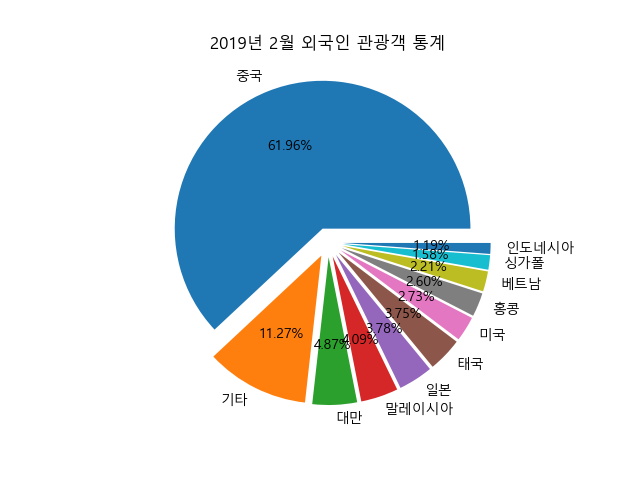 2019년 2월 외국인 관광객 통계
중국
61.96%
11.27%
기타
4.87%
대만
4.09%
말레이시아
3.78%
일본
3.75%
태국
2.73%
미국
2.60%
홍콩
2.21%
베트남
1.58%
싱가폴
1.19%
인도네시아